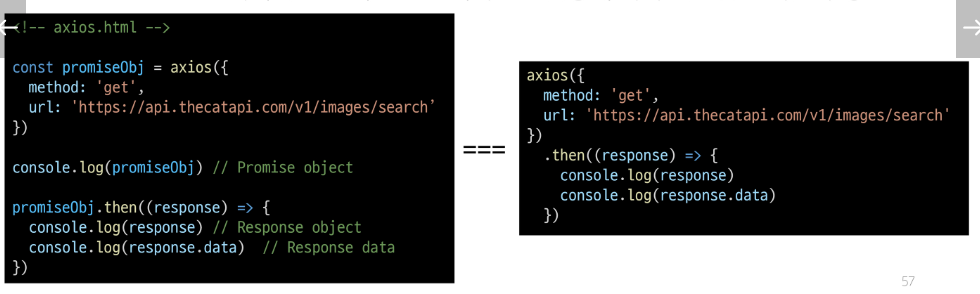 <!-- axios.html -->
const promiseObj = axios({
  method: 'get',
  url: 'https://api.thecatapi.com/v1/images/search’
})
console.log(promiseObj) // Promise object
promiseObj.then((response) => {
  console.log(response) // Response object
  console.log(response.data)  // Response data
})
===
axios({
  method: 'get',
  url: 'https://api.thecatapi.com/v1/images/search'
})
  .then((response) => {
    console.log(response)
    console.log(response.data)
  })
57